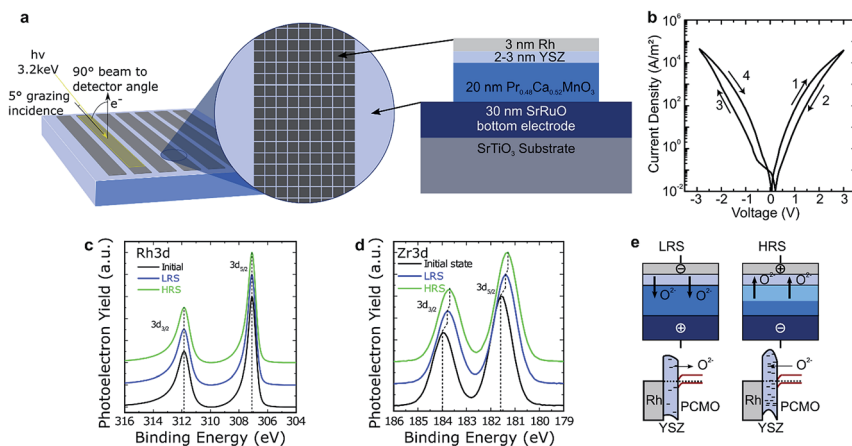 a
hν
3.2keV
90° beam to
detector angle
e⁻
5° grazing
incidence
3 nm Rh
2-3 nm YSZ
20 nm Pr₀.₄₈Ca₀.₅₂MnO₃
30 nm SrRuO
bottom electrode
SrTiO₃ Substrate
b
Current Density (A/m²)
10⁶
10⁴
10²
10⁰
10⁻²
1
2
3
4
-3 -2 -1 0 1 2 3
Voltage (V)
c
Photoelectron Yield (a.u.)
Rh3d
Initial
LRS
HRS
3d₅/₂
3d₃/₂
316 314 312 310 308 306 304
Binding Energy (eV)
d
Photoelectron Yield (a.u.)
Zr3d
Initial state
LRS
HRS
3d₅/₂
3d₃/₂
186 185 184 183 182 181 180 179
Binding Energy (eV)
e
LRS HRS
O²⁻ O²⁻
O²⁻ O²⁻
O²⁻ O²⁻
Rh PCMO Rh PCMO
YSZ YSZ